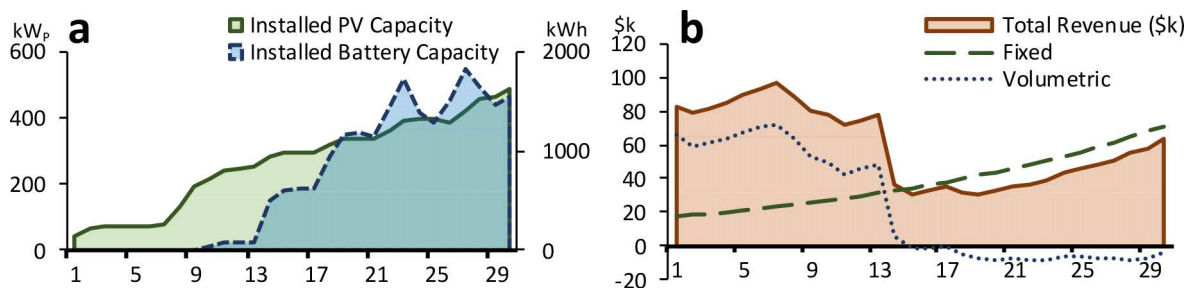 kWP a Installed PV Capacity kWh
Installed Battery Capacity
600 2000
400
1000
200
0 0
1 5 9 13 17 21 25 29
$k b Total Revenue ($k)
Fixed
Volumetric
120
100
80
60
40
20
0
-20
1 5 9 13 17 21 25 29